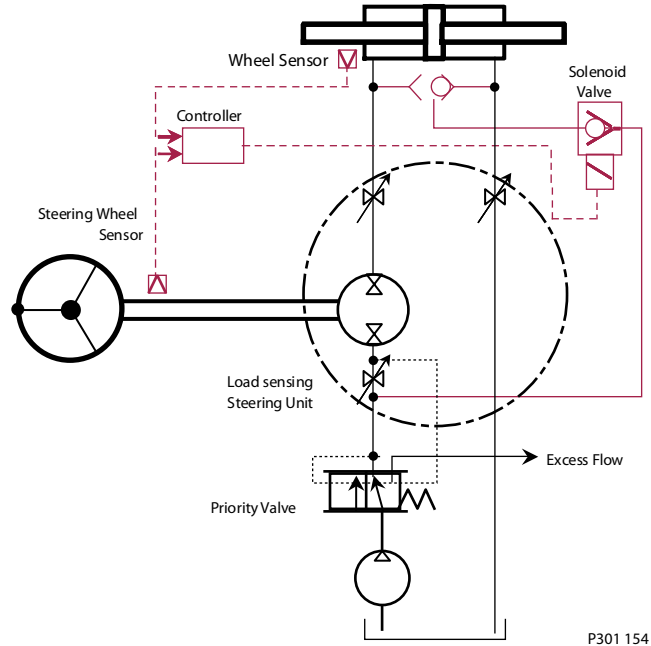 Wheel Sensor
Solenoid
Valve
Controller
Steering Wheel
Sensor
Load sensing
Steering Unit
Excess Flow
Priority Valve
P301 154